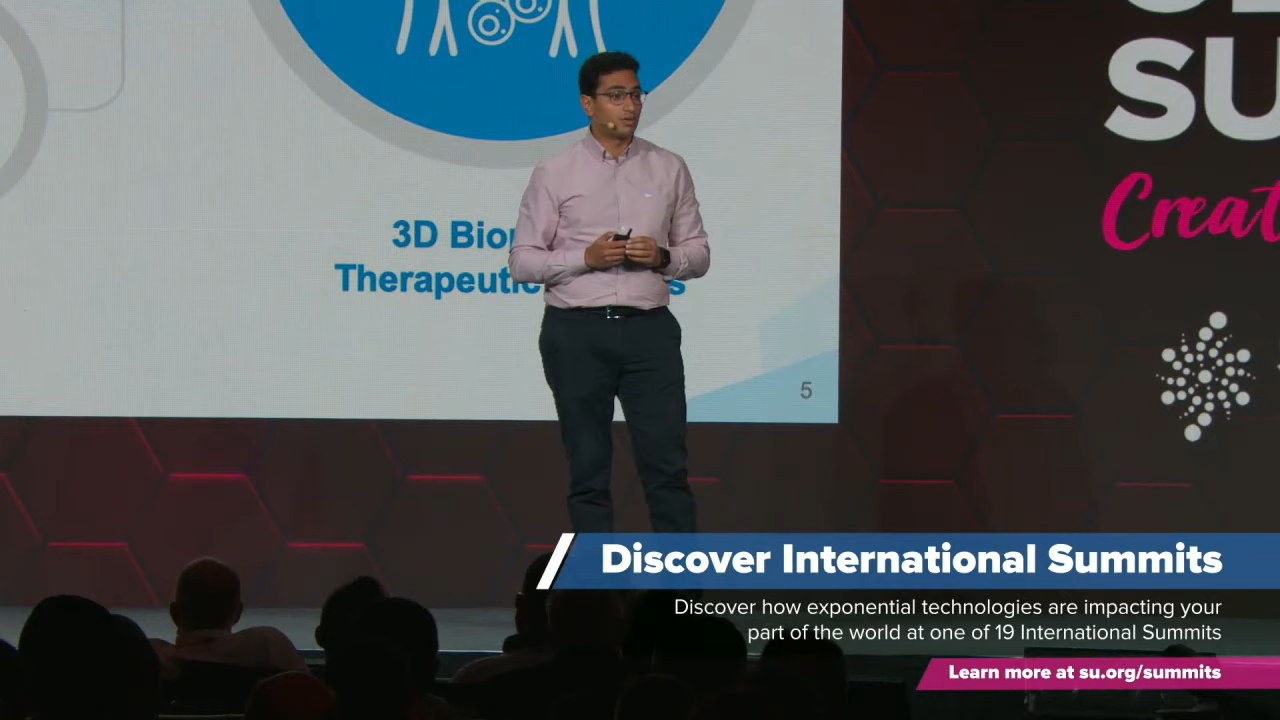 SU
Creat
3D Bio
Therapeutic s
5
Discover International Summits
Discover how exponential technologies are impacting your
part of the world at one of 19 International Summits
Learn more at su.org/summits